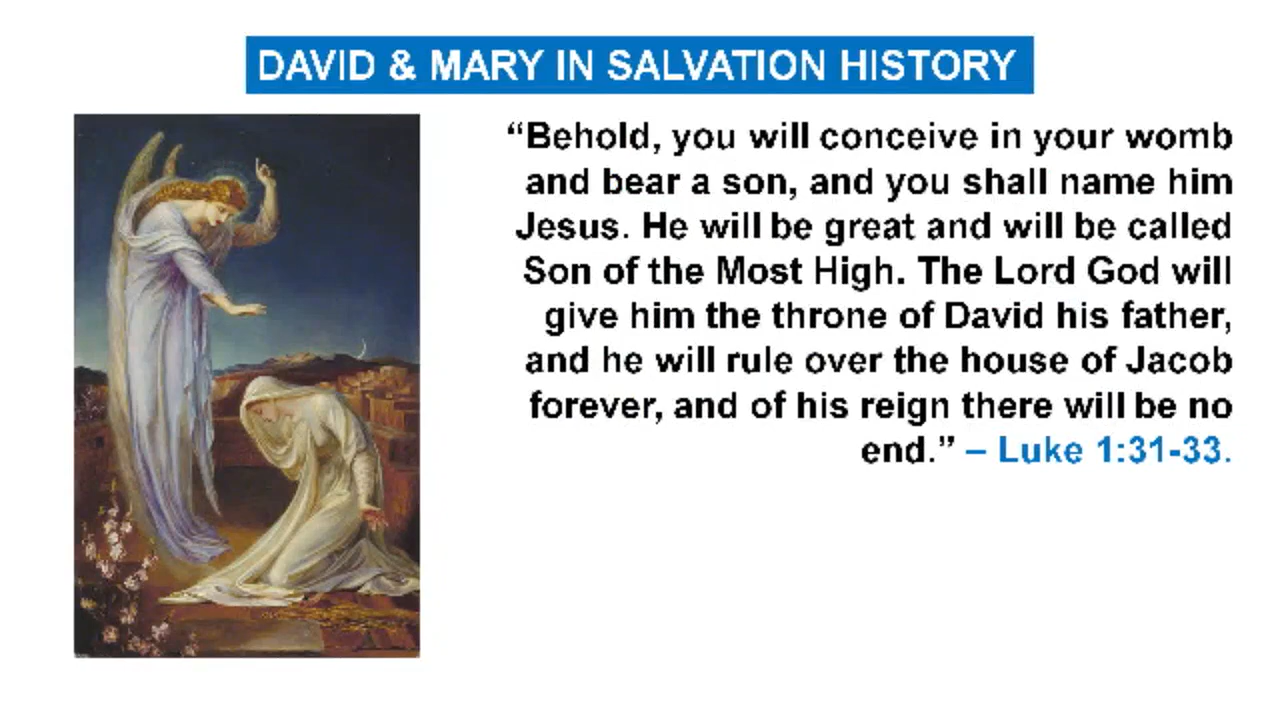 DAVID & MARY IN SALVATION HISTORY
“Behold, you will conceive in your womb
and bear a son, and you shall name him
Jesus. He will be great and will be called
Son of the Most High. The Lord God will
give him the throne of David his father,
and he will rule over the house of Jacob
forever, and of his reign there will be no
end.” – Luke 1:31-33.